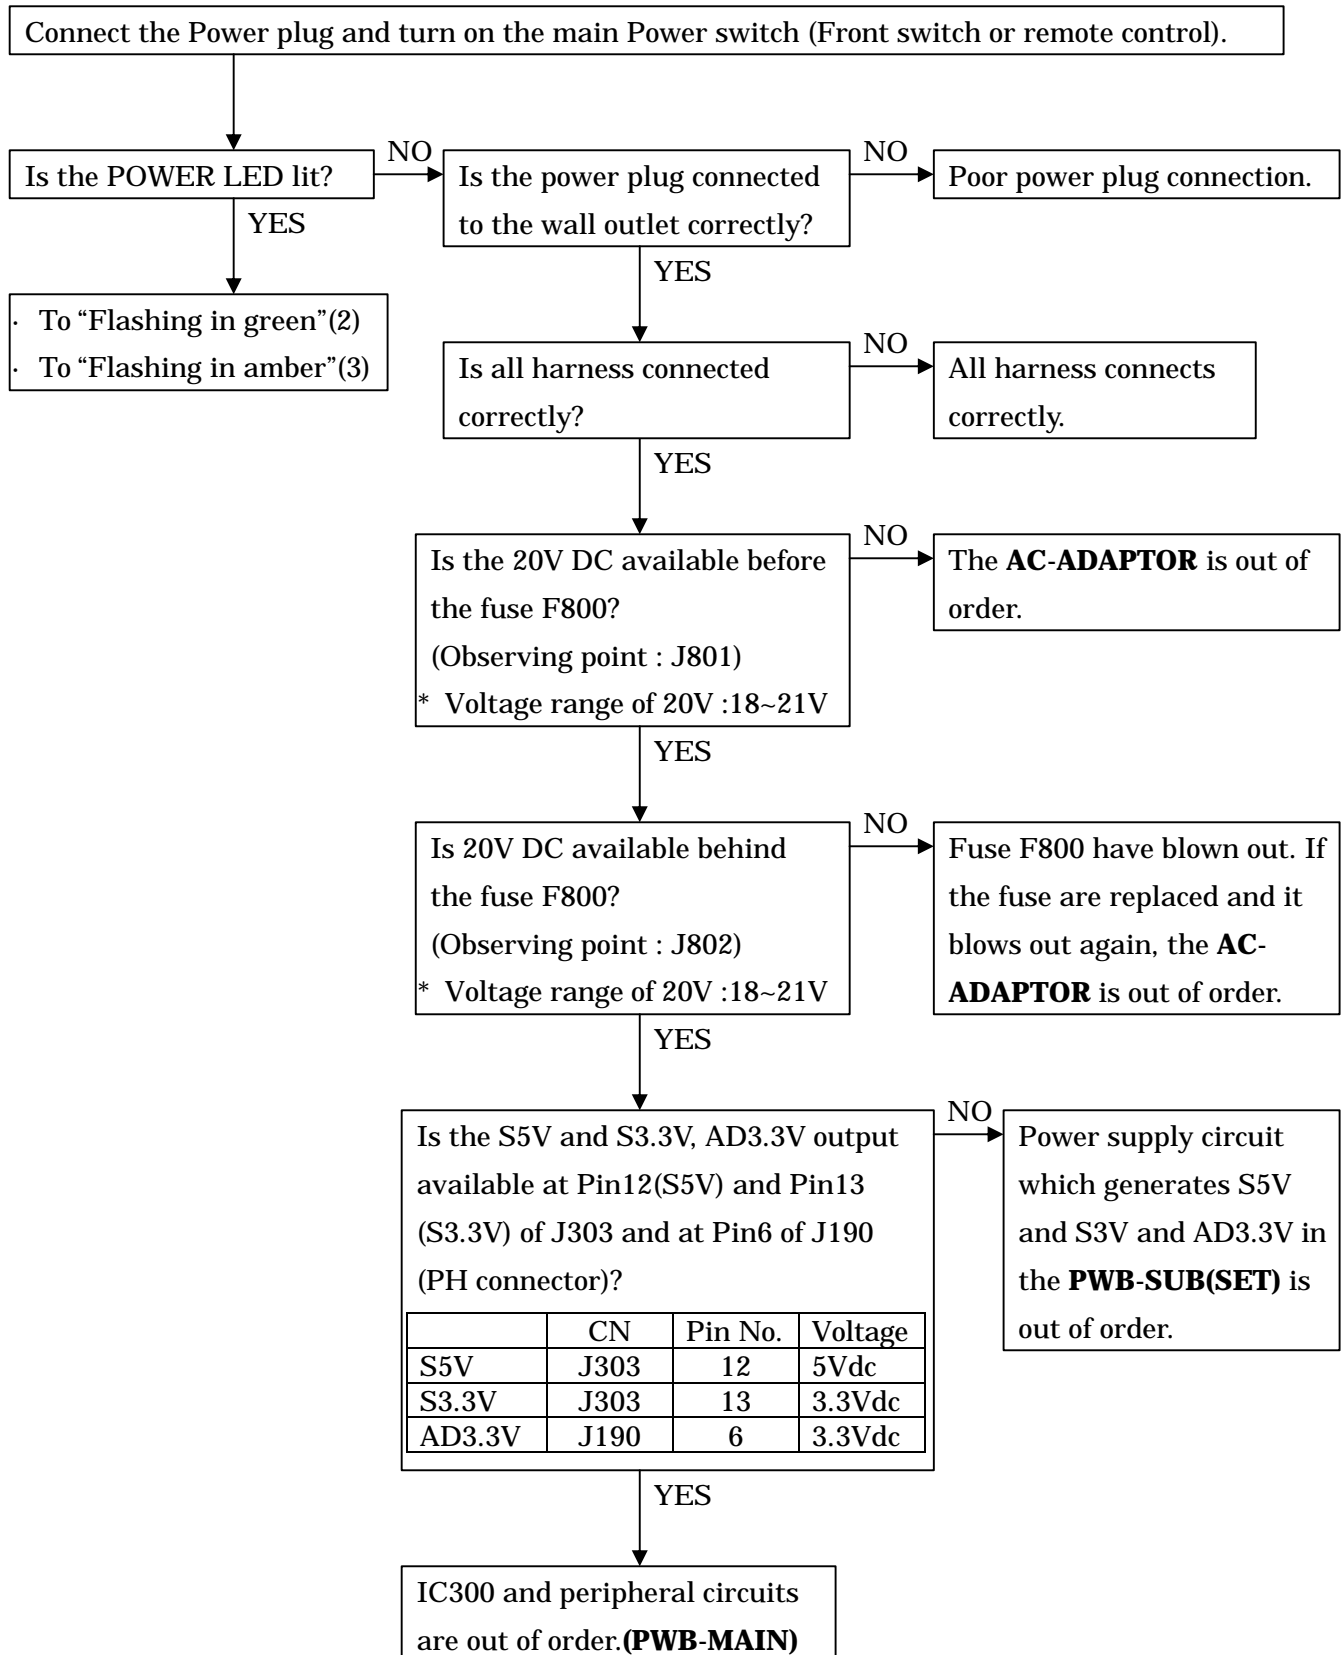 Connect the Power plug and turn on the main Power switch (Front switch or remote control).
Is the POWER LED lit?
NO
Is the power plug connected
to the wall outlet correctly?
NO
Poor power plug connection.
YES
· To “Flashing in green”(2)
· To “Flashing in amber”(3)
YES
Is all harness connected
correctly?
NO
All harness connects
correctly.
YES
Is the 20V DC available before
the fuse F800?
(Observing point : J801)
* Voltage range of 20V :18~21V
NO
The AC-ADAPTOR is out of
order.
YES
Is 20V DC available behind
the fuse F800?
(Observing point : J802)
* Voltage range of 20V :18~21V
NO
Fuse F800 have blown out. If
the fuse are replaced and it
blows out again, the AC-
ADAPTOR is out of order.
YES
Is the S5V and S3.3V, AD3.3V output
available at Pin12(S5V) and Pin13
(S3.3V) of J303 and at Pin6 of J190
(PH connector)?
CN Pin No. Voltage
S5V J303 12 5Vdc
S3.3V J303 13 3.3Vdc
AD3.3V J190 6 3.3Vdc
NO
Power supply circuit
which generates S5V
and S3V and AD3.3V in
the PWB-SUB(SET) is
out of order.
YES
IC300 and peripheral circuits
are out of order.(PWB-MAIN)